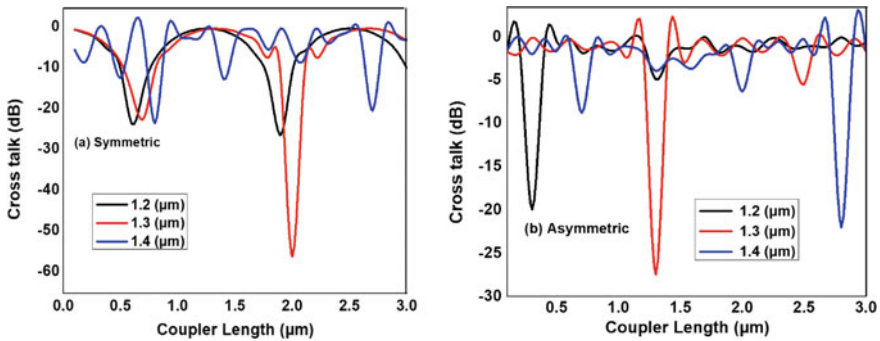 0
-10
-20
-30
-40
-50
-60
Cross talk (dB)
(a) Symmetric
1.2 (µm)
1.3 (µm)
1.4 (µm)
0.0 0.5 1.0 1.5 2.0 2.5 3.0
Coupler Length (µm)
0
-5
-10
-15
-20
-25
-30
Cross talk (dB)
(b) Asymmetric
1.2 (µm)
1.3 (µm)
1.4 (µm)
0.5 1.0 1.5 2.0 2.5 3.0
Coupler Length (µm)